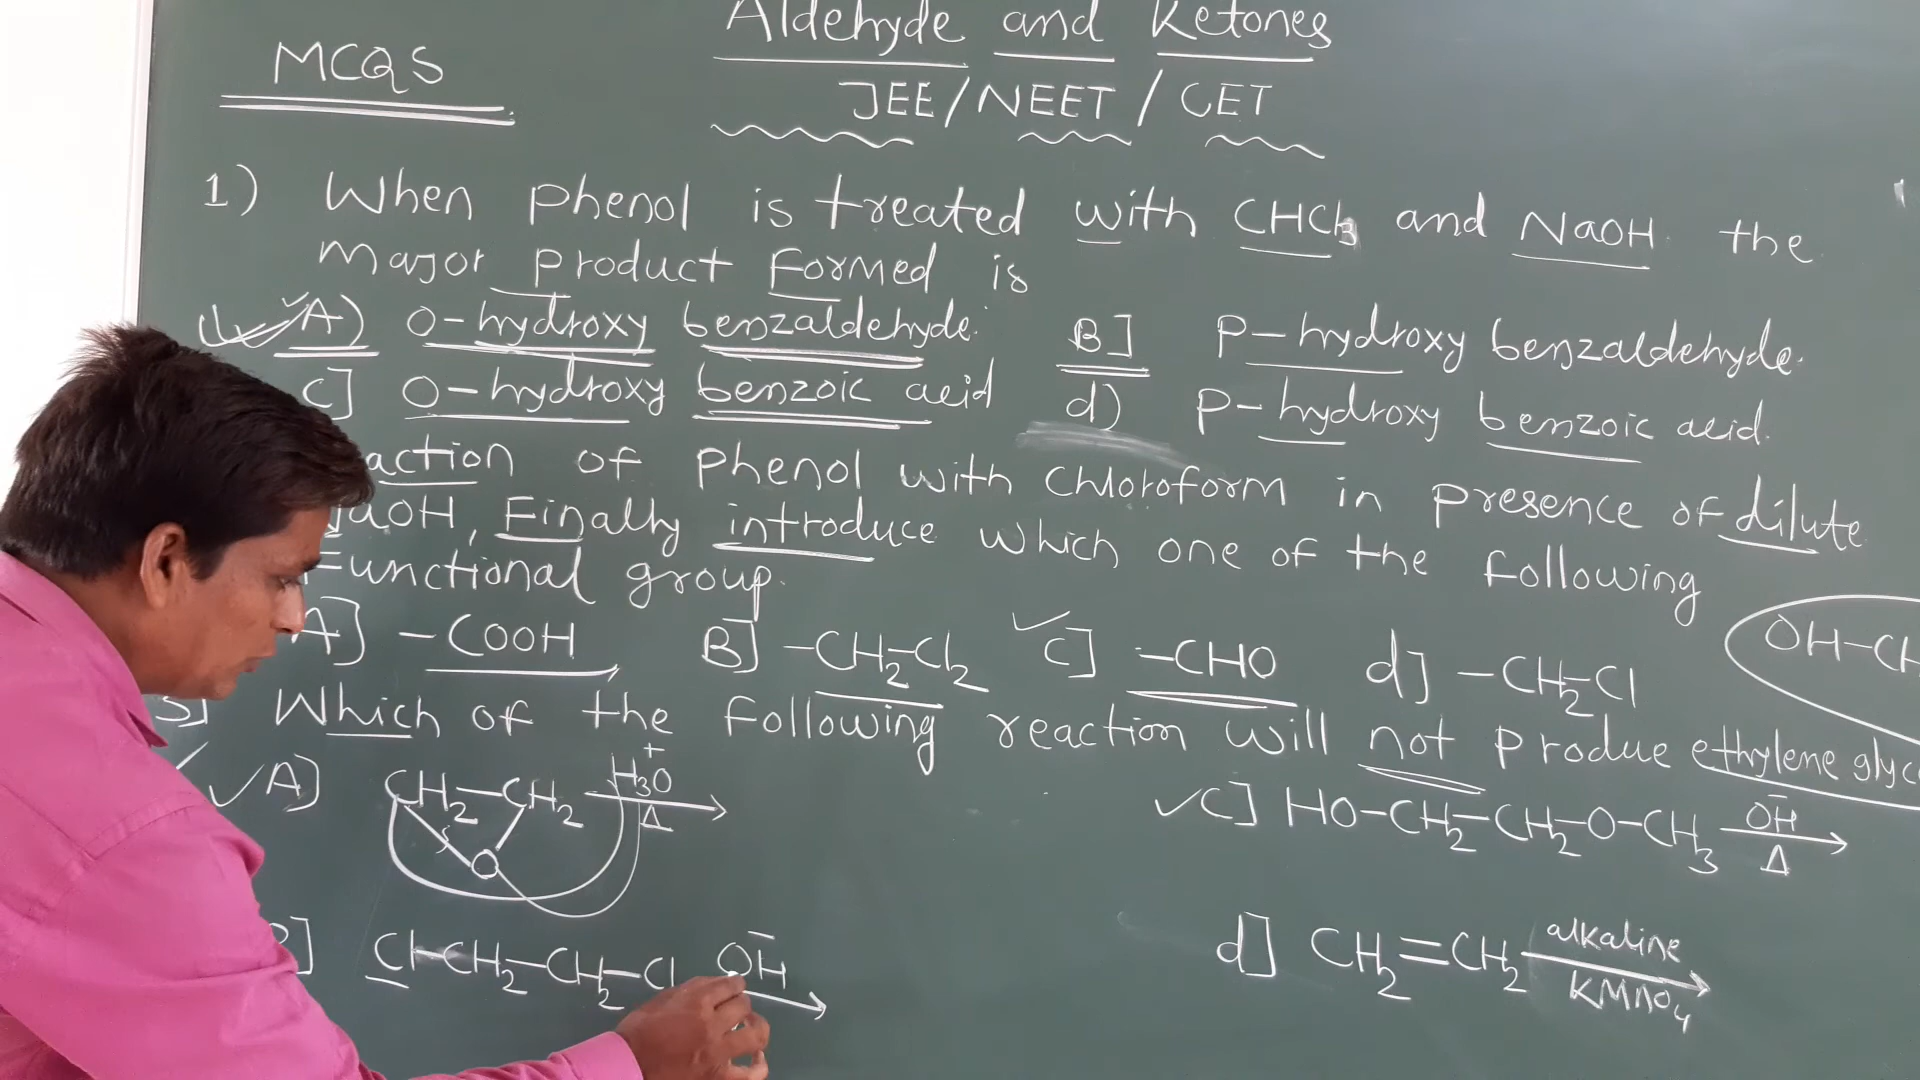 Aldehyde and Ketones
MCQS
JEE/NEET/CET
1) When phenol is treated with CHCl3 and NaOH the
major product formed is
A) O-hydroxy benzaldehyde. B] P-hydroxy benzaldehyde.
C] O-hydroxy benzoic acid d) P-hydroxy benzoic acid.
action of phenol with chloroform in presence of dilute
NaOH, Finally introduce which one of the following
Functional group.
A] -COOH B] -CH2-Cl2 C] -CHO d] -CH2-Cl
OH-CH
3] Which of the following reaction will not produe ethylene glyc
A] CH2-CH2 H3O+ Δ
O
C] HO-CH2-CH2-O-CH3 OH- Δ
B] Cl-CH2-CH2-Cl OH-
d] CH2=CH2 alkaline KMnO4